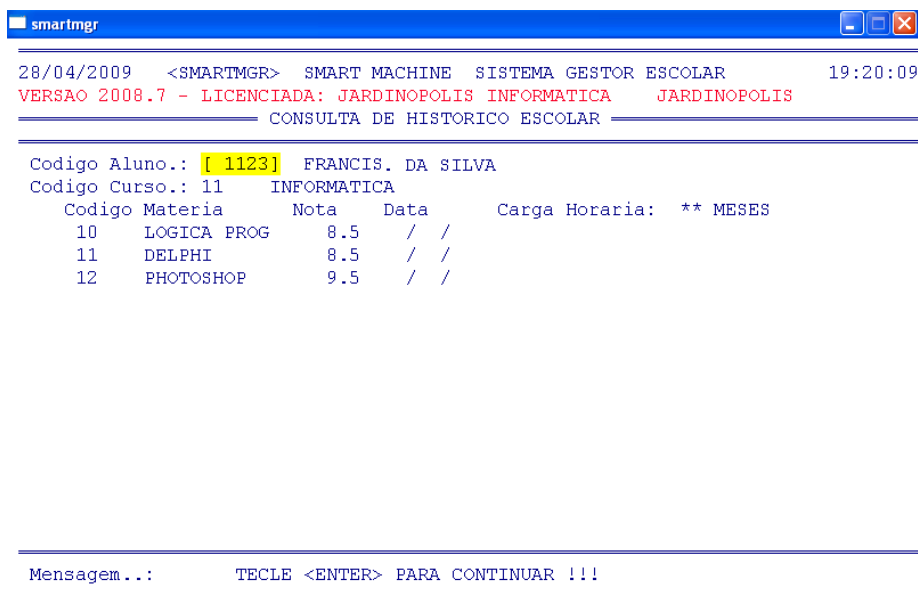 smartmgr
28/04/2009 <SMARTMGR> SMART MACHINE SISTEMA GESTOR ESCOLAR 19:20:09
VERSAO 2008.7 - LICENCIADA: JARDINOPOLIS INFORMATICA JARDINOPOLIS
CONSULTA DE HISTORICO ESCOLAR
Codigo Aluno.: [ 1123] FRANCIS. DA SILVA
Codigo Curso.: 11 INFORMATICA
Codigo Materia Nota Data Carga Horaria: ** MESES
10 LOGICA PROG 8.5 / /
11 DELPHI 8.5 / /
12 PHOTOSHOP 9.5 / /
Mensagem..: TECLE <ENTER> PARA CONTINUAR !!!